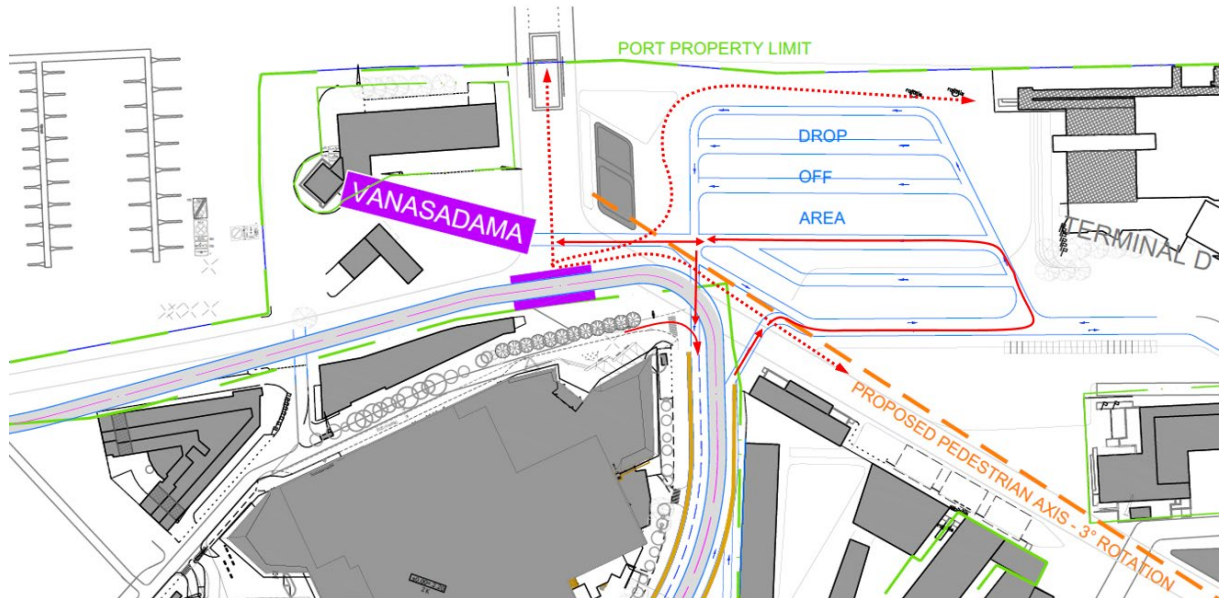 PORT PROPERTY LIMIT
DROP
OFF
AREA
VANASADAMA
TERMINAL D
PROPOSED PEDESTRIAN AXIS - 3° ROTATION